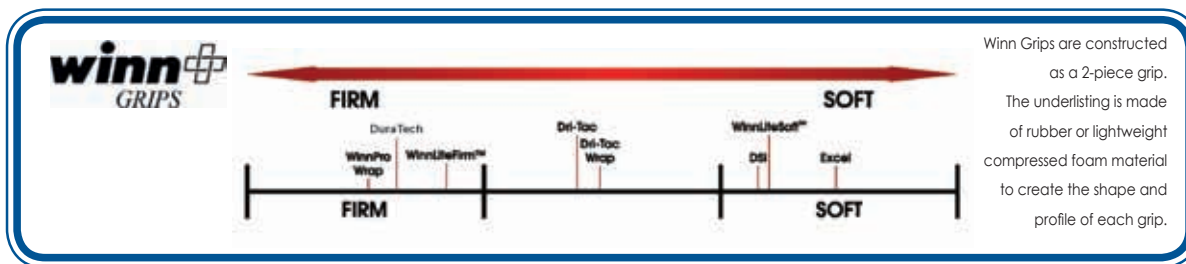 winn
GRIPS
FIRM
SOFT
DuraTech
WinnPro
Wrap
WinnLiteFirm™
Dri-Tac
Dri-Tac
Wrap
WinnLiteSoft™
DSI
Excel
FIRM
SOFT
Winn Grips are constructed
as a 2-piece grip.
The underlisting is made
of rubber or lightweight
compressed foam material
to create the shape and
profile of each grip.